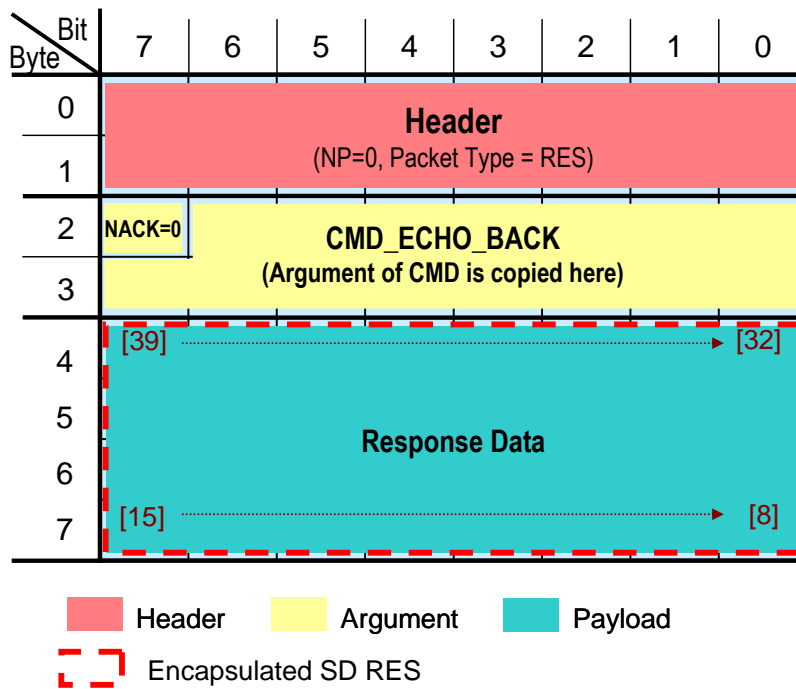 Bit
Byte
7 6 5 4 3 2 1 0
0
1
Header
(NP=0, Packet Type = RES)
2
3
NACK=0
CMD_ECHO_BACK
(Argument of CMD is copied here)
4
5
6
7
[39] [32]
Response Data
[15] [8]
Header Argument Payload
Encapsulated SD RES